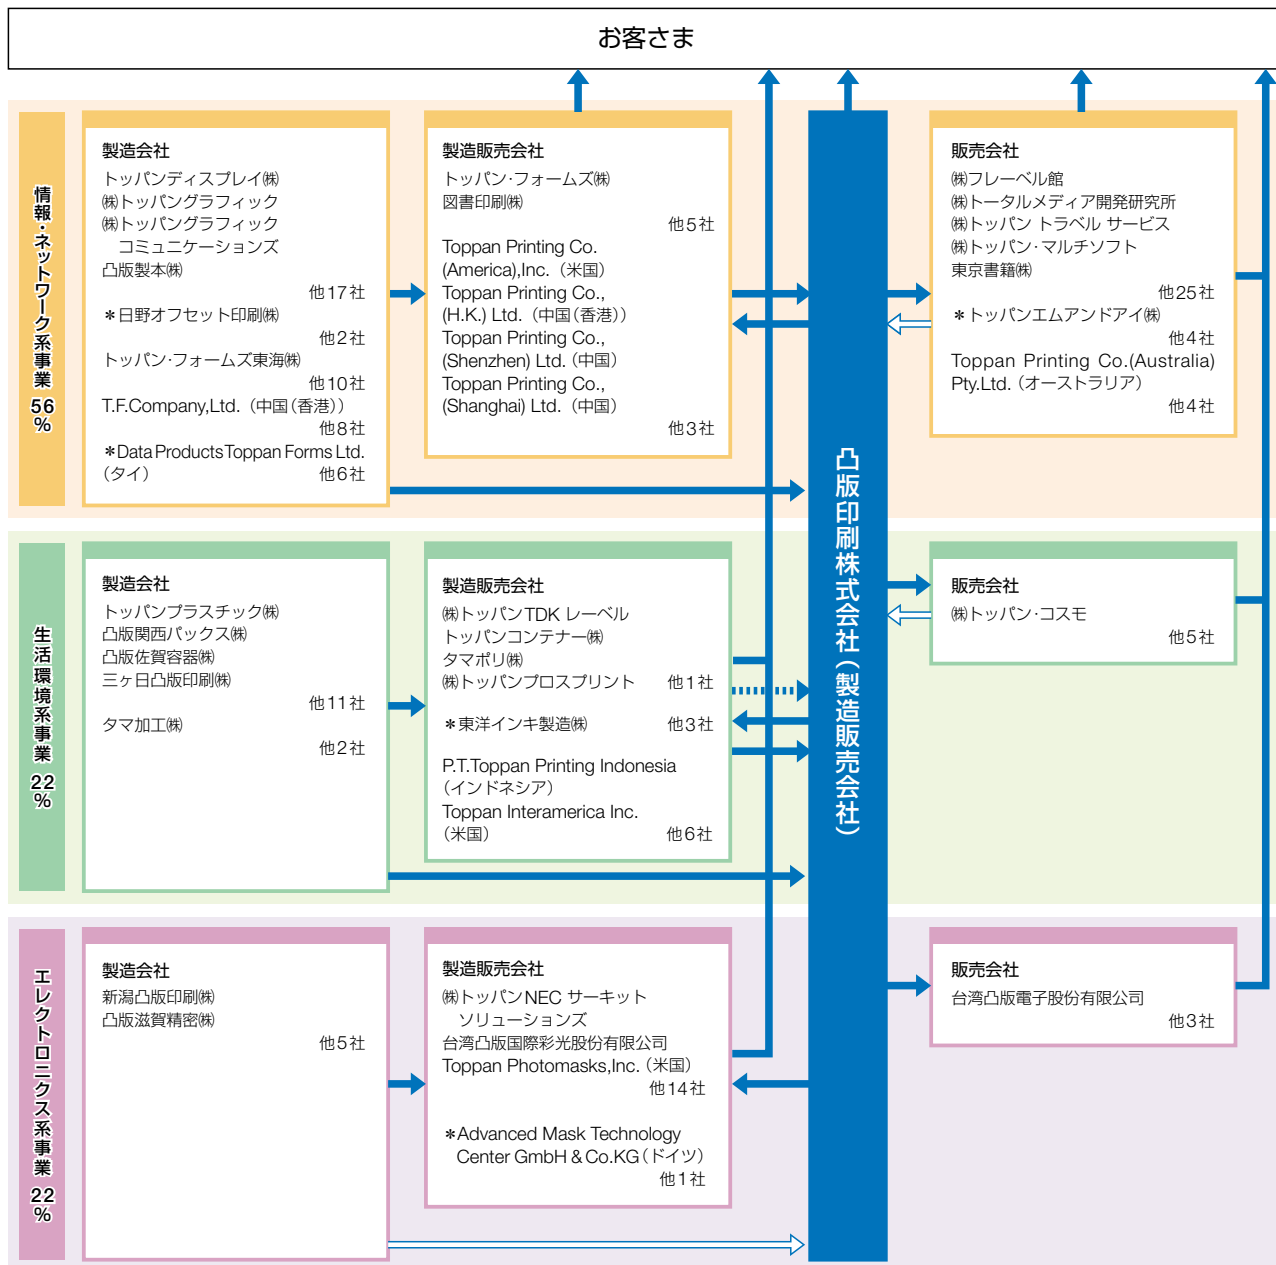 お客さま
情報・ネットワーク系事業 56%
製造会社
トッパンディスプレイ㈱
㈱トッパングラフィック
㈱トッパングラフィック
コミュニケーションズ
凸版製本㈱
他17社
＊日野オフセット印刷㈱
他2社
トッパン・フォームズ東海㈱
他10社
T.F.Company,Ltd.（中国（香港））
他8社
＊Data Products Toppan Forms Ltd.
（タイ） 他6社
製造販売会社
トッパン・フォームズ㈱
図書印刷㈱
他5社
Toppan Printing Co.
(America),Inc.（米国）
Toppan Printing Co.,
(H.K.) Ltd.（中国（香港））
Toppan Printing Co.,
(Shenzhen) Ltd.（中国）
Toppan Printing Co.,
(Shanghai) Ltd.（中国）
他3社
凸版印刷株式会社（製造販売会社）
販売会社
㈱フレーベル館
㈱トータルメディア開発研究所
㈱トッパン トラベル サービス
㈱トッパン・マルチソフト
東京書籍㈱
他25社
＊トッパンエムアンドアイ㈱
他4社
Toppan Printing Co.(Australia)
Pty.Ltd.（オーストラリア）
他4社
生活環境系事業 22%
製造会社
トッパンプラスチック㈱
凸版関西パックス㈱
凸版佐賀容器㈱
三ヶ日凸版印刷㈱
他11社
タマ加工㈱
他2社
製造販売会社
㈱トッパンTDK レーベル
トッパンコンテナー㈱
タマポリ㈱
㈱トッパンプロスプリント 他1社
＊東洋インキ製造㈱ 他3社
P.T.Toppan Printing Indonesia
（インドネシア）
Toppan Interamerica Inc.
（米国） 他6社
販売会社
㈱トッパン・コスモ
他5社
エレクトロニクス系事業 22%
製造会社
新潟凸版印刷㈱
凸版滋賀精密㈱
他5社
製造販売会社
㈱トッパンNEC サーキット
ソリューションズ
台湾凸版国際彩光股份有限公司
Toppan Photomasks,Inc.（米国）
他14社
＊Advanced Mask Technology
Center GmbH & Co.KG（ドイツ）
他1社
販売会社
台湾凸版電子股份有限公司
他3社